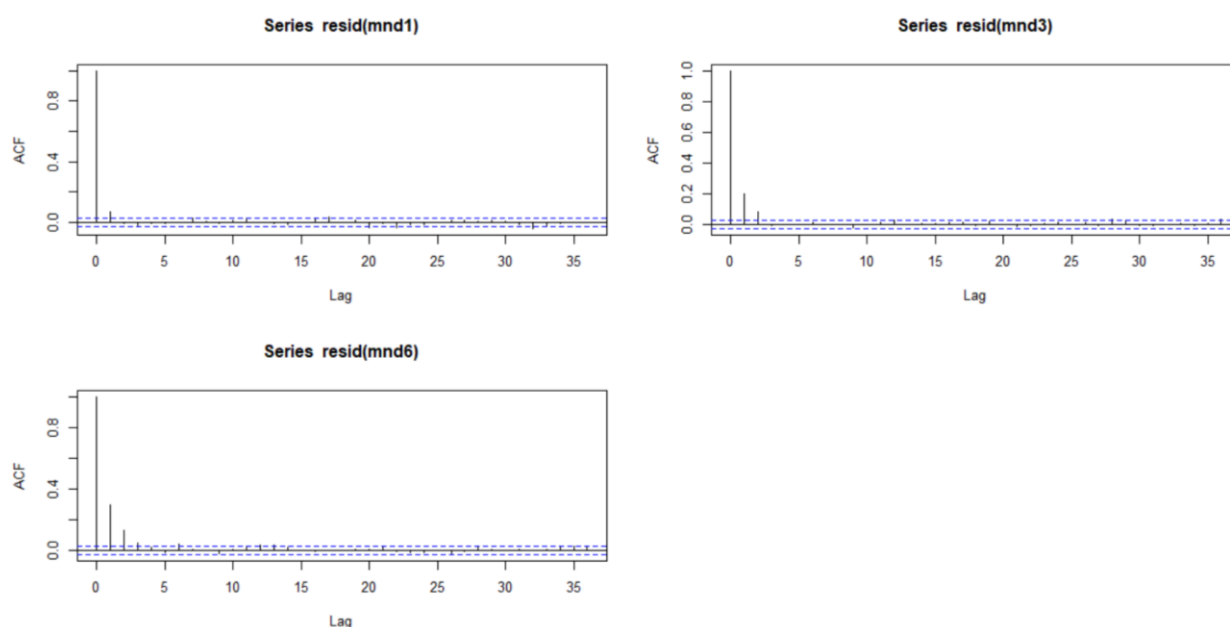 Series resid(mnd1)
ACF
0.0 0.4 0.8
0 5 10 15 20 25 30 35
Lag
Series resid(mnd3)
ACF
0.0 0.2 0.4 0.6 0.8 1.0
0 5 10 15 20 25 30 35
Lag
Series resid(mnd6)
ACF
0.0 0.4 0.8
0 5 10 15 20 25 30 35
Lag